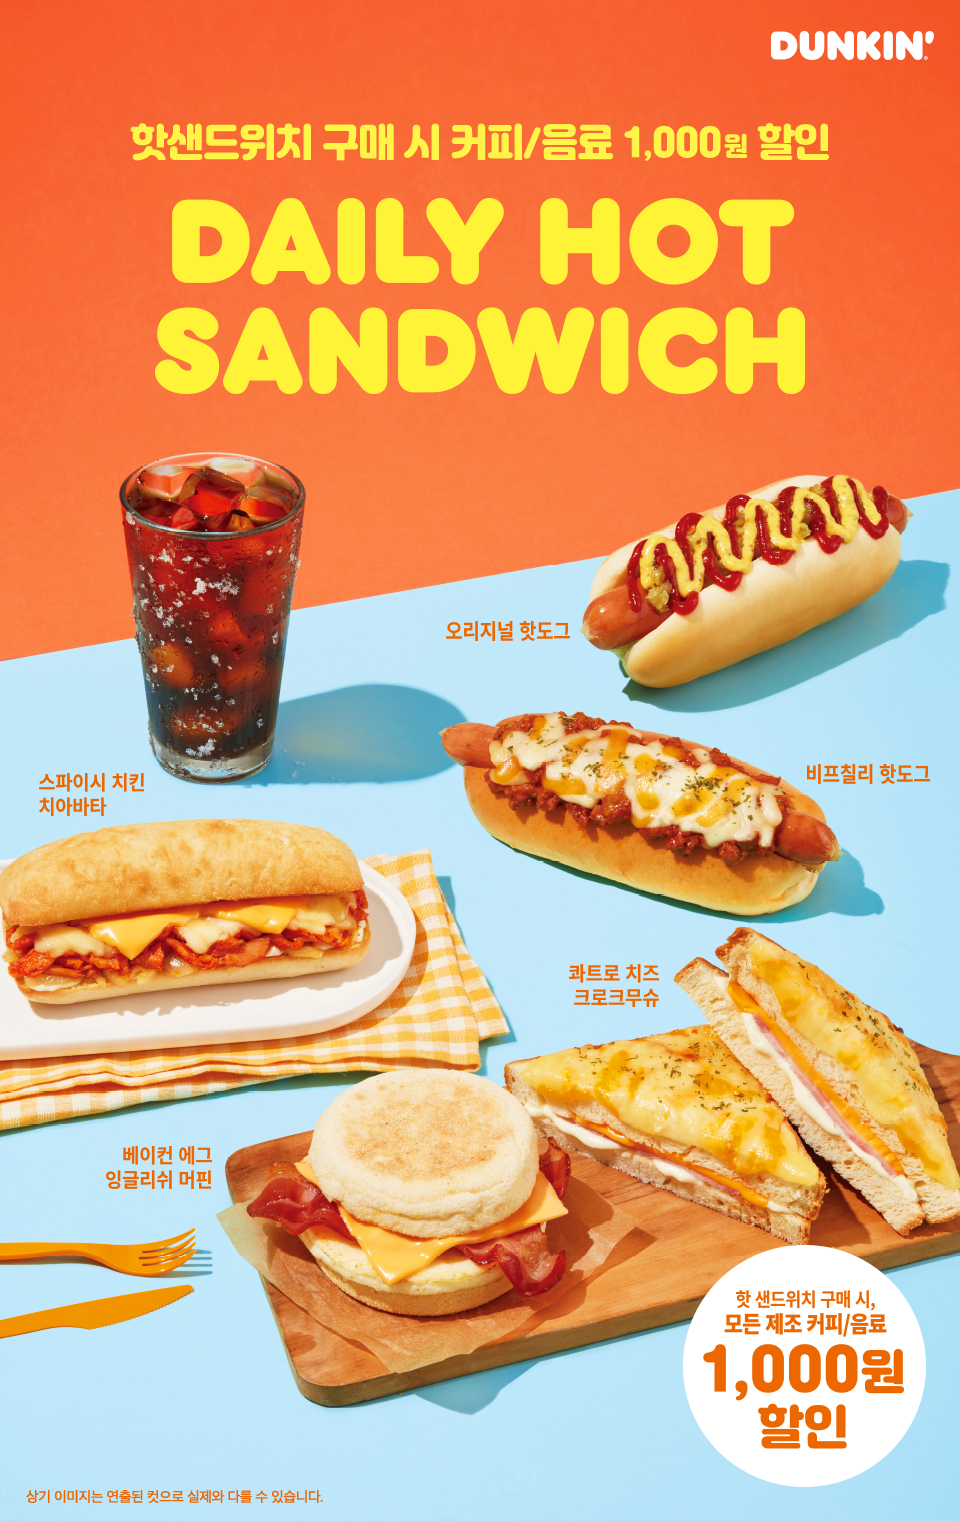 DUNKIN'
핫샌드위치 구매 시 커피/음료 1,000원 할인
DAILY HOT
SANDWICH
오리지널 핫도그
비프칠리 핫도그
스파이시 치킨
치아바타
콰트로 치즈
크로크무슈
베이컨 에그
잉글리쉬 머핀
핫 샌드위치 구매 시,
모든 제조 커피/음료
1,000원
할인
상기 이미지는 연출된 컷으로 실제와 다를 수 있습니다.